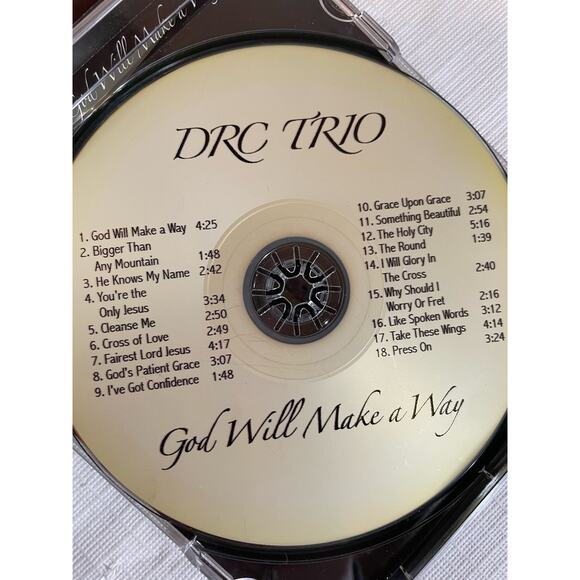 God Will Make a Way
DRC TRIO
1. God Will Make a Way 4:25
2. Bigger Than
Any Mountain 1:48
3. He Knows My Name 2:42
4. You're the
Only Jesus 3:34
5. Cleanse Me 2:50
6. Cross of Love 2:49
7. Fairest Lord Jesus 4:17
8. God's Patient Grace 3:07
9. I've Got Confidence 1:48
10. Grace Upon Grace 3:07
11. Something Beautiful 2:54
12. The Holy City 5:16
13. The Round 1:39
14. I Will Glory In
The Cross 2:40
15. Why Should I
Worry Or Fret 2:16
16. Like Spoken Words 3:12
17. Take These Wings 4:14
18. Press On 3:24
God Will Make a Way